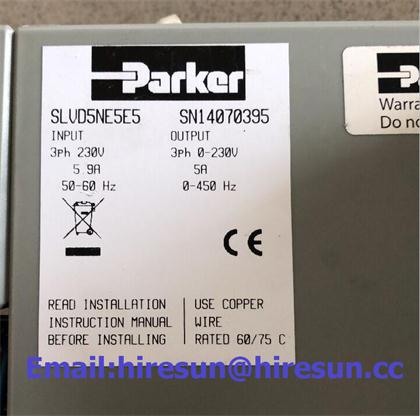 Parker
SLVD5NE5E5 SN14070395
INPUT OUTPUT
3ph 230V 3ph 0-230V
5.9A 5A
50-60 Hz 0-450 Hz
CE
READ INSTALLATION USE COPPER
INSTRUCTION MANUAL WIRE
BEFORE INSTALLING RATED 60/75 C
Warra
Do no
Email:hiresun@hiresun.cc